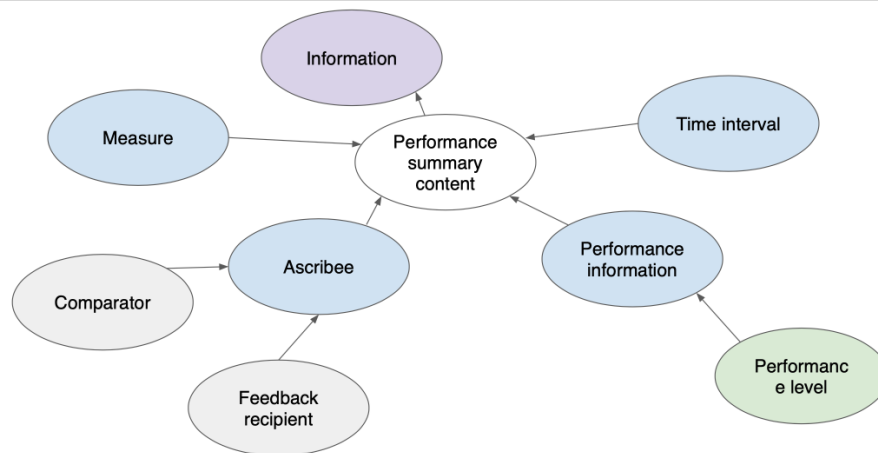 Information
Measure
Performance
summary
content
Time interval
Ascribee
Performance
information
Comparator
Feedback
recipient
Performanc
e level